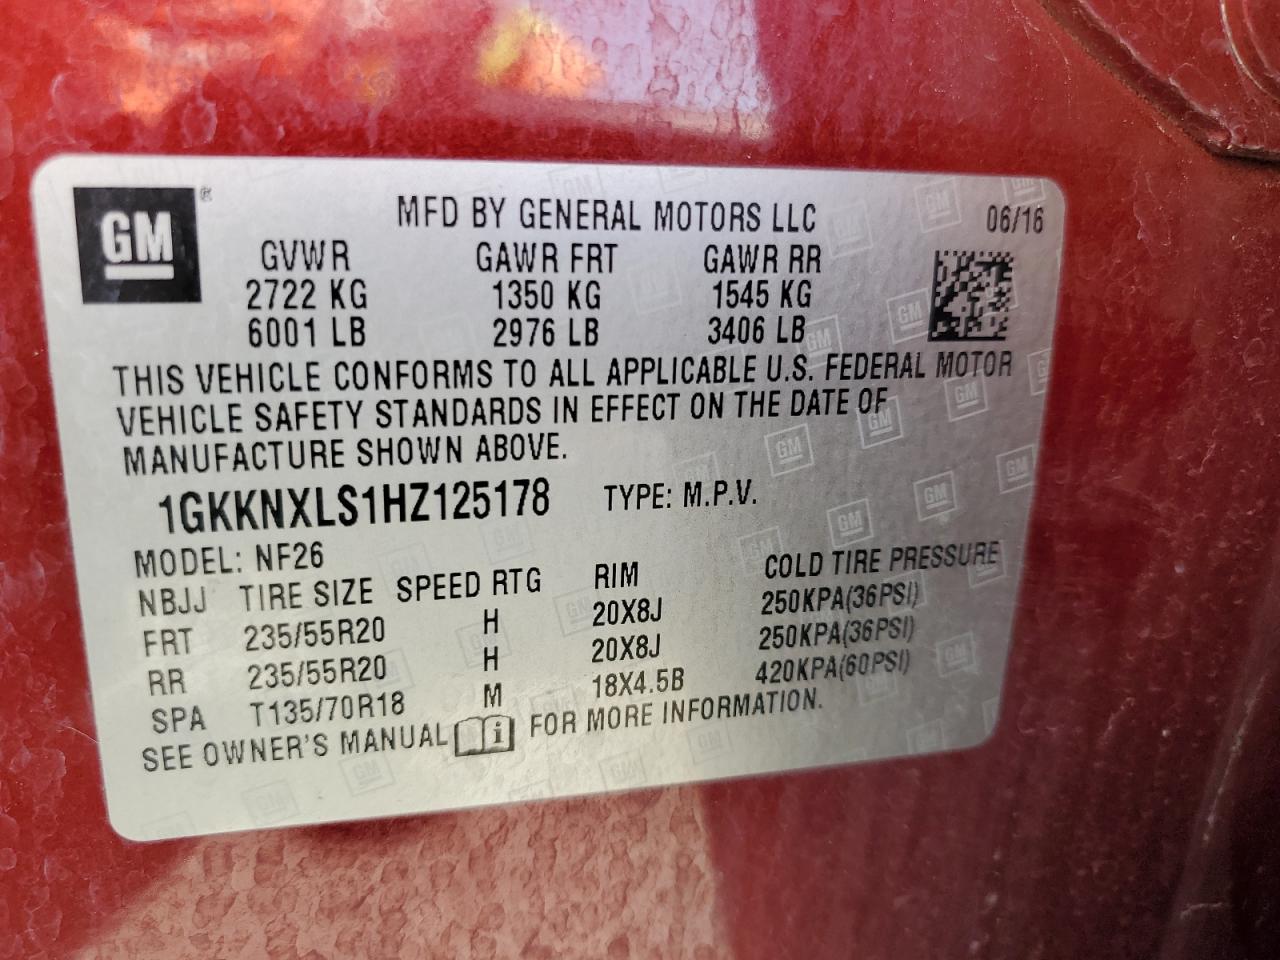 GM®
MFD BY GENERAL MOTORS LLC 06/16
GVWR GAWR FRT GAWR RR
2722 KG 1350 KG 1545 KG
6001 LB 2976 LB 3406 LB
THIS VEHICLE CONFORMS TO ALL APPLICABLE U.S. FEDERAL MOTOR
VEHICLE SAFETY STANDARDS IN EFFECT ON THE DATE OF
MANUFACTURE SHOWN ABOVE.
1GKKNXLS1HZ125178 TYPE: M.P.V.
MODEL: NF26
NBJJ TIRE SIZE SPEED RTG RIM COLD TIRE PRESSURE
FRT 235/55R20 H 20X8J 250KPA(36PSI)
RR 235/55R20 H 20X8J 250KPA(36PSI)
SPA T135/70R18 M 18X4.5B 420KPA(60PSI)
SEE OWNER'S MANUAL i FOR MORE INFORMATION.